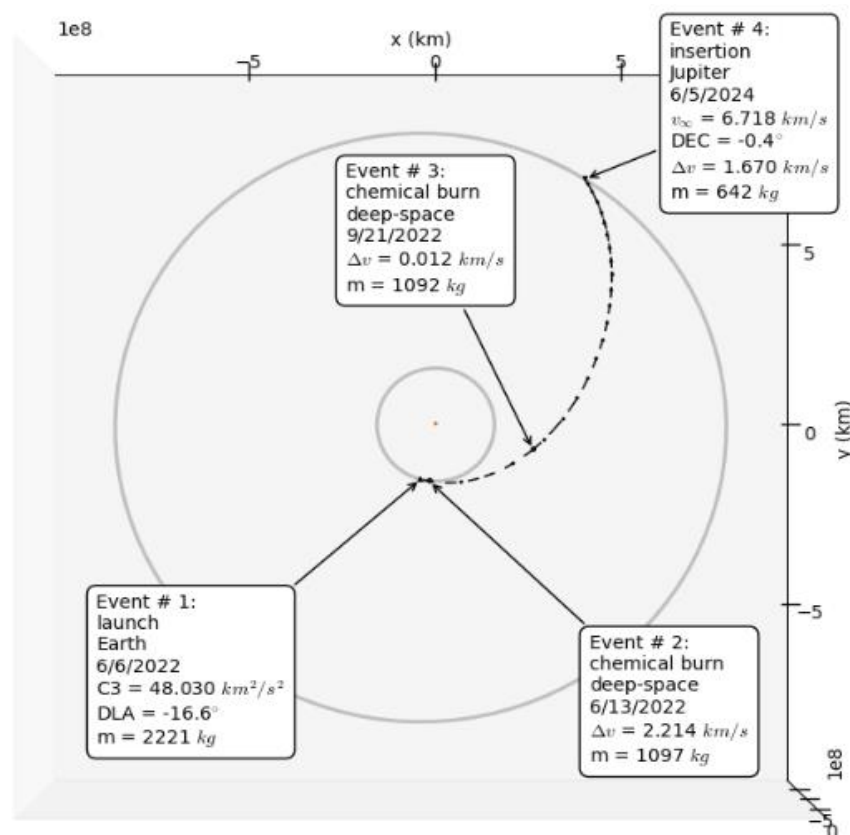 1e8
x (km)
−5
0
5
Event # 4:
insertion
Jupiter
6/5/2024
v∞ = 6.718 km/s
DEC = -0.4°
Δv = 1.670 km/s
m = 642 kg
Event # 3:
chemical burn
deep-space
9/21/2022
Δv = 0.012 km/s
m = 1092 kg
5
0
y (km)
−5
Event # 1:
launch
Earth
6/6/2022
C3 = 48.030 km²/s²
DLA = -16.6°
m = 2221 kg
Event # 2:
chemical burn
deep-space
6/13/2022
Δv = 2.214 km/s
m = 1097 kg
1e8
−5
0